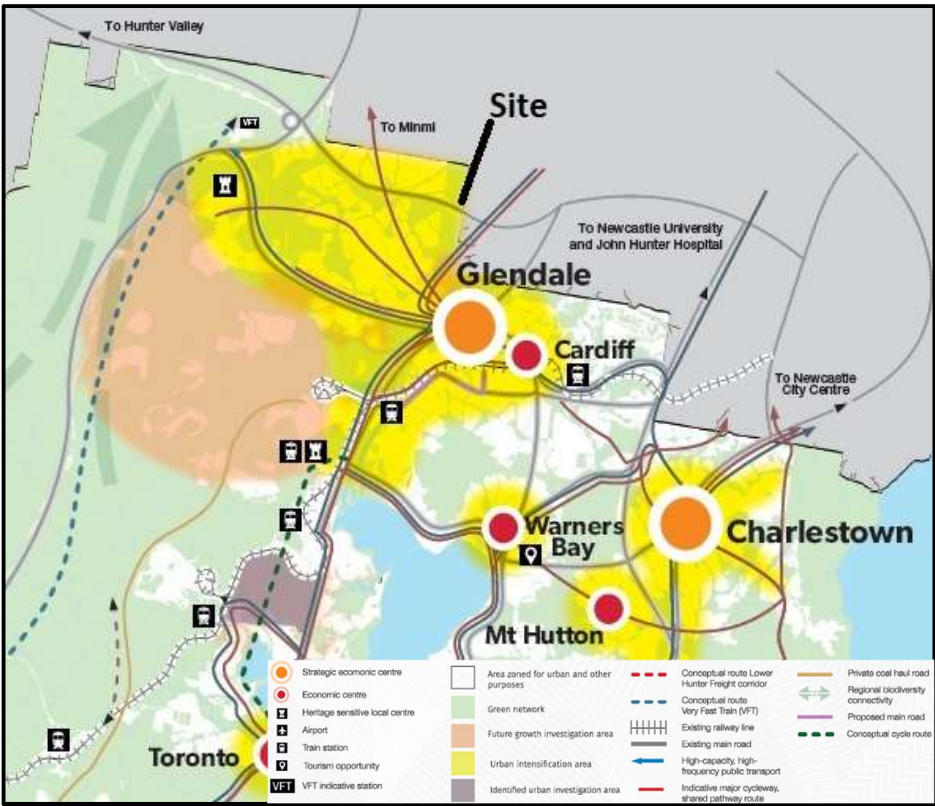 To Hunter Valley
Site
VFT
To Minmi
To Newcastle University
and John Hunter Hospital
Glendale
Cardiff
To Newcastle
City Centre
Warners
Bay
Charlestown
Mt Hutton
Toronto
Strategic ecomonic centre
Economic centre
Heritage sensitive local centre
Airport
Train station
Tourism opportunity
VFT VFT indicative station
Area zoned for urban and other
purposes
Green network
Future growth investigation area
Urban intensification area
Identified urban investigation area
Conceptual route Lower
Hunter Freight corridor
Conceptual route
Very Fast Train (VFT)
Existing railway line
Existing main road
High-capacity, high-
frequency public transport
Indicative major cycleway,
shared pathway route
Private coal haul road
Regional biodiversity
connectivity
Proposed main road
Conceptual cycle route